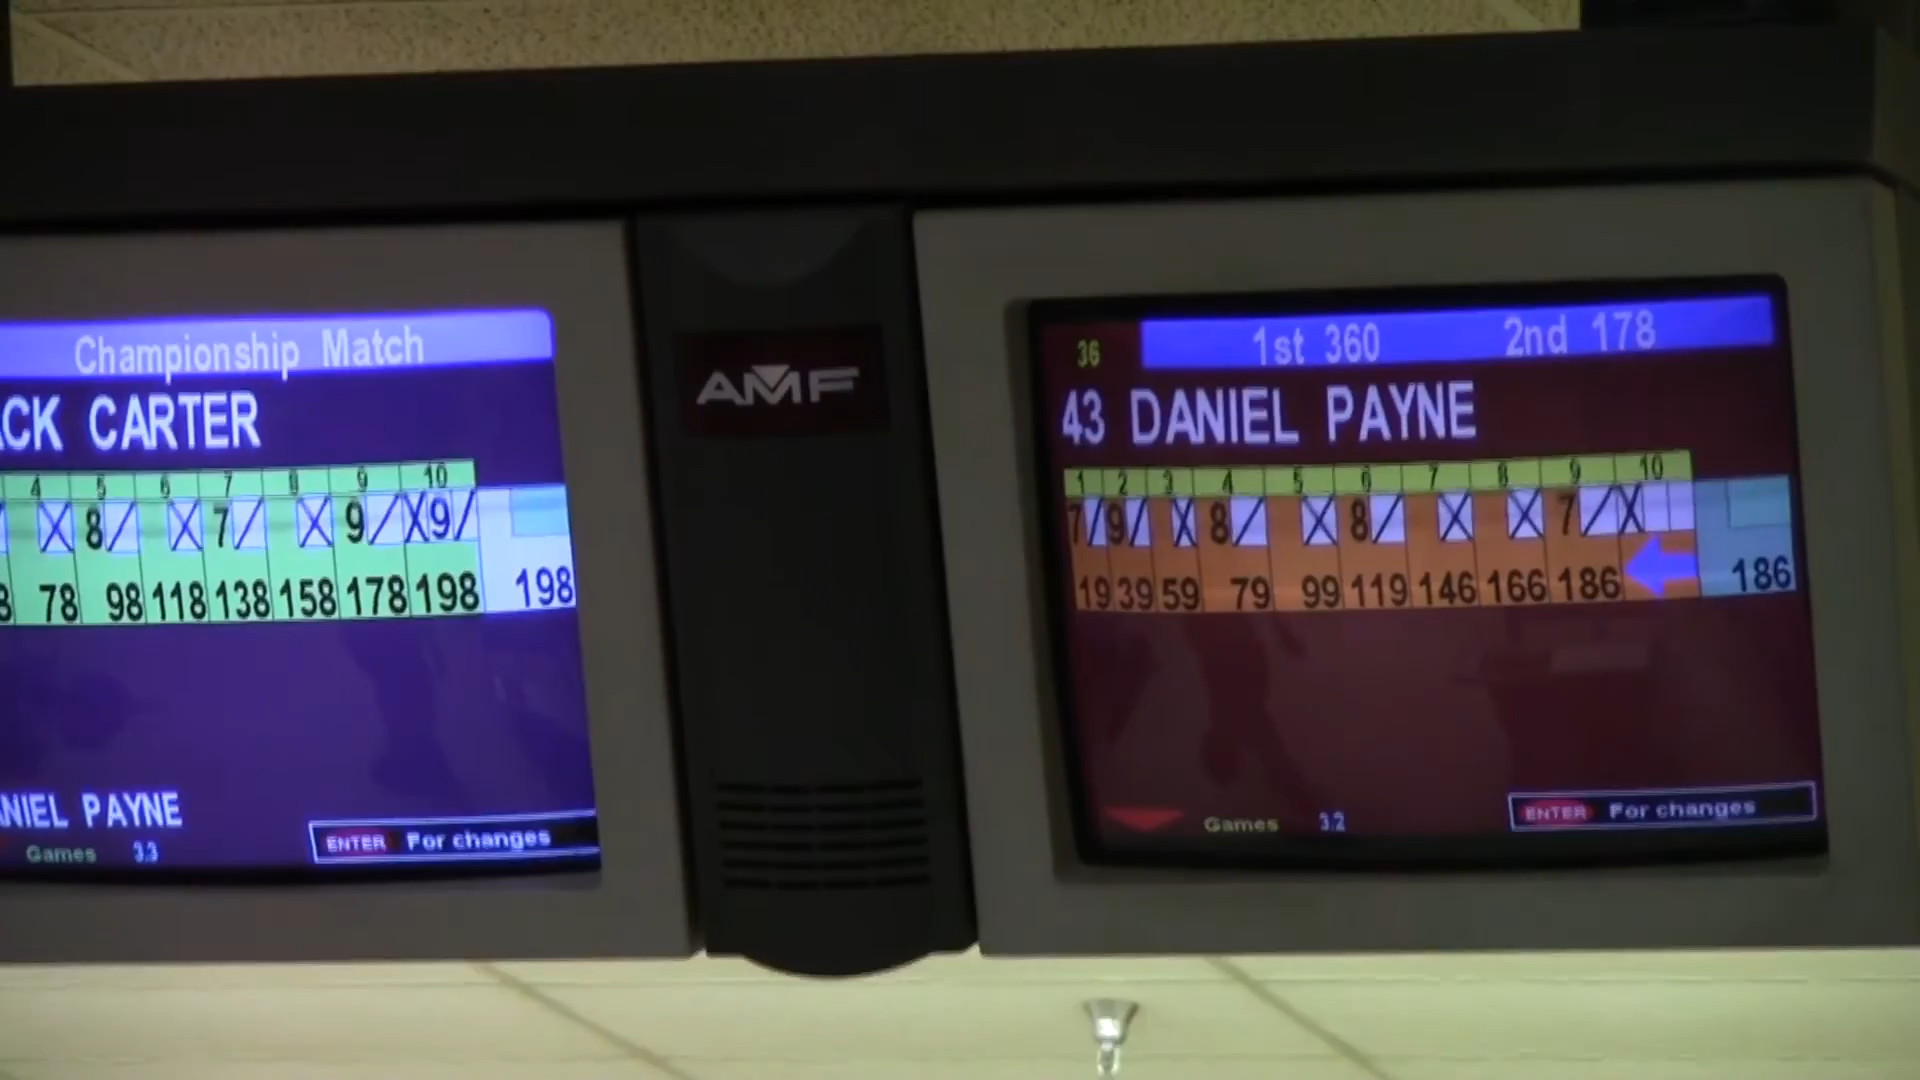 Championship Match
CK CARTER
4 5 6 7 8 9 10
X 8/ X 7/ X 9/ X9/
78 98 118 138 158 178 198 198
NIEL PAYNE
ENTER For changes
Games 3.3
AMF
36 1st 360 2nd 178
43 DANIEL PAYNE
1 2 3 4 5 6 7 8 9 10
7/ 9/ X 8/ X 8/ X X 7/ X
19 39 59 79 99 119 146 166 186 186
Games 3.2
ENTER For changes